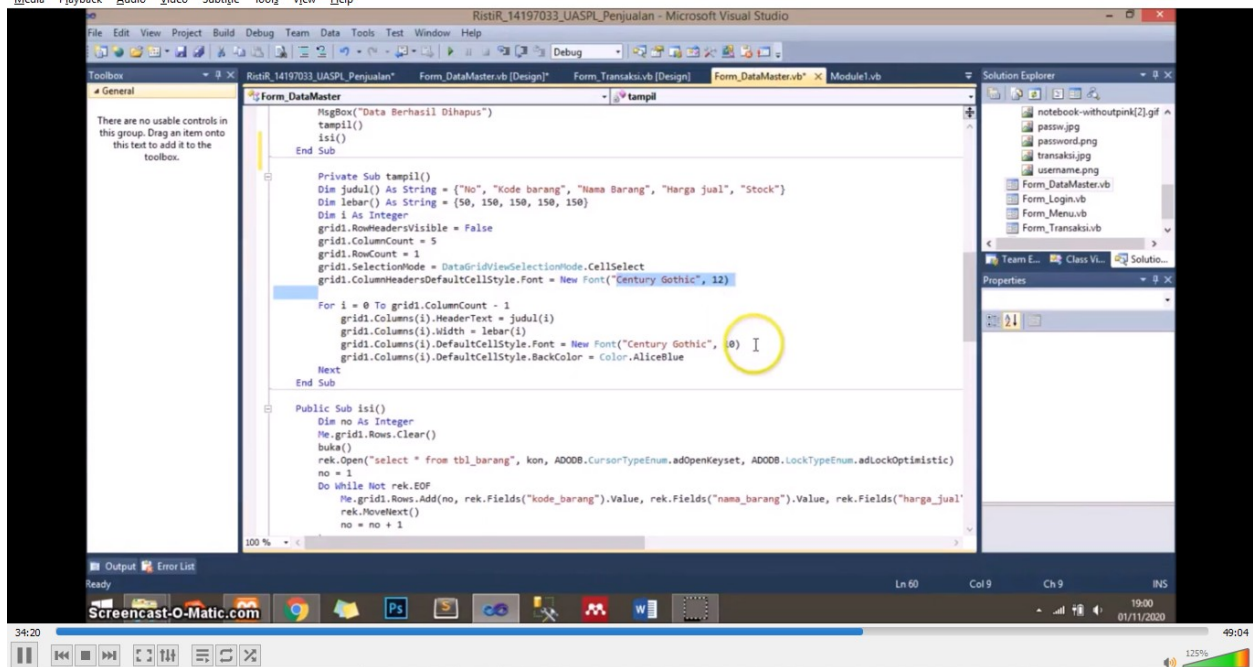 Media Playback Audio Video Subtitle Tools View Help
RistiR_14197033_UASPL_Penjualan - Microsoft Visual Studio
File Edit View Project Build Debug Team Data Tools Test Window Help
Debug
Toolbox
General
There are no usable controls in
this group. Drag an item onto
this text to add it to the
toolbox.
RistiR_14197033_UASPL_Penjualan* Form_DataMaster.vb [Design]* Form_Transaksi.vb [Design] Form_DataMaster.vb* Module1.vb
Form_DataMaster tampil
MsgBox("Data Berhasil Dihapus")
tampil()
isi()
End Sub
Private Sub tampil()
Dim judul() As String = {"No", "Kode barang", "Nama Barang", "Harga jual", "Stock"}
Dim lebar() As String = {50, 150, 150, 150, 150}
Dim i As Integer
grid1.RowHeadersVisible = False
grid1.ColumnCount = 5
grid1.RowCount = 1
grid1.SelectionMode = DataGridViewSelectionMode.CellSelect
grid1.ColumnHeadersDefaultCellStyle.Font = New Font("Century Gothic", 12)
For i = 0 To grid1.ColumnCount - 1
grid1.Columns(i).HeaderText = judul(i)
grid1.Columns(i).Width = lebar(i)
grid1.Columns(i).DefaultCellStyle.Font = New Font("Century Gothic", 10)
grid1.Columns(i).DefaultCellStyle.BackColor = Color.AliceBlue
Next
End Sub
Public Sub isi()
Dim no As Integer
Me.grid1.Rows.Clear()
buka()
rek.Open("select * from tbl_barang", kon, ADODB.CursorTypeEnum.adOpenKeyset, ADODB.LockTypeEnum.adLockOptimistic)
no = 1
Do While Not rek.EOF
Me.grid1.Rows.Add(no, rek.Fields("kode_barang").Value, rek.Fields("nama_barang").Value, rek.Fields("harga_jual"
rek.MoveNext()
no = no + 1
100 %
Solution Explorer
notebook-withoutpink[2].gif
passw.jpg
password.png
transaksi.jpg
username.png
Form_DataMaster.vb
Form_Login.vb
Form_Menu.vb
Form_Transaksi.vb
Team E... Class Vi... Solutio...
Properties
Output Error List
Ready Ln 60 Col 9 Ch 9 INS
Screencast-O-Matic.com
Ps
S
W
19:00
01/11/2020
34:20 49:04
125%